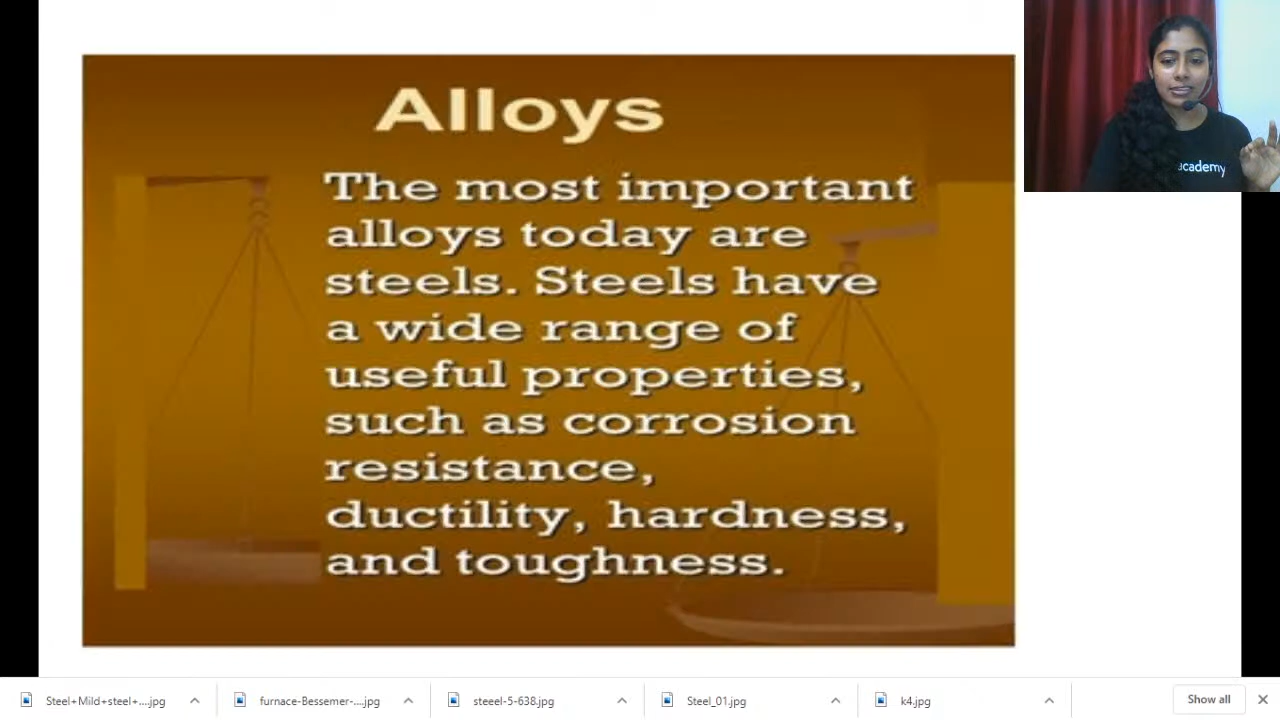 Alloys
The most important
alloys today are
steels. Steels have
a wide range of
useful properties,
such as corrosion
resistance,
ductility, hardness,
and toughness.
academy
Steel+Mild+steel+....jpg
furnace-Bessemer-....jpg
steeel-5-638.jpg
Steel_01.jpg
k4.jpg
Show all